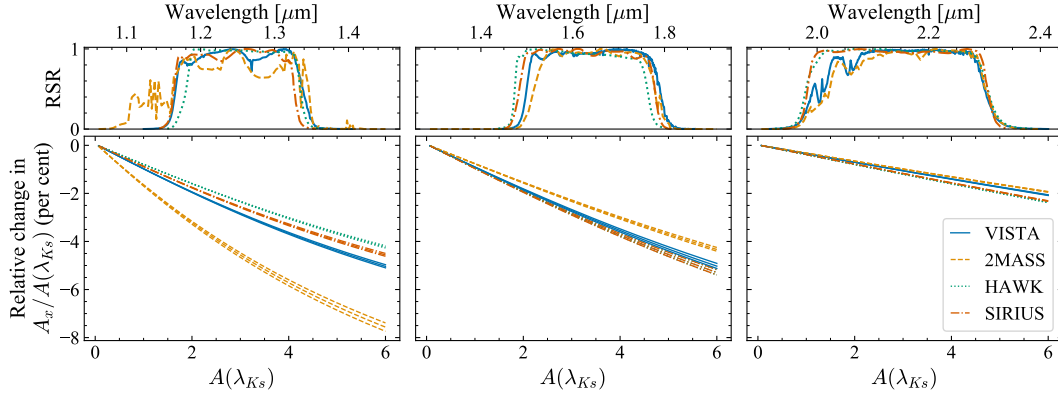 Wavelength [μm] Wavelength [μm] Wavelength [μm]
1.1 1.2 1.3 1.4 1.4 1.6 1.8 2.0 2.2 2.4
1
RSR
0
0
−2
−4
−6
−8
Relative change in
A_x/A(λ_Ks) (per cent)
VISTA
2MASS
HAWK
SIRIUS
0 2 4 6 0 2 4 6 0 2 4 6
A(λ_Ks) A(λ_Ks) A(λ_Ks)